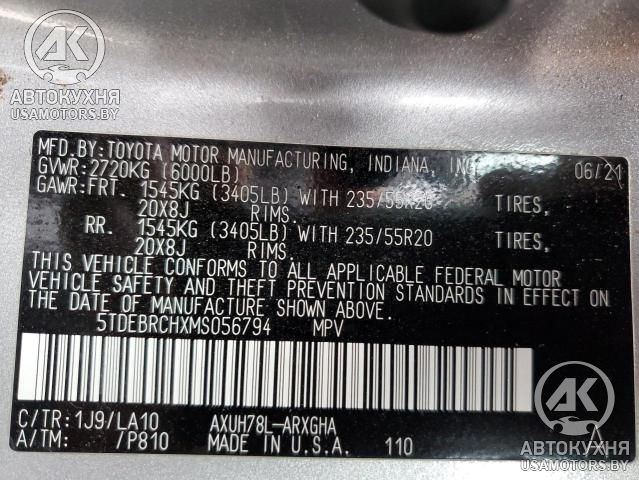 АК
АВТОКУХНЯ
USAMOTORS.BY
MFD.BY:TOYOTA MOTOR MANUFACTURING, INDIANA, INC. 06/21
GVWR:2720KG (6000LB)
GAWR:FRT. 1545KG (3405LB) WITH 235/55R20 TIRES,
20X8J RIMS.
RR. 1545KG (3405LB) WITH 235/55R20 TIRES,
20X8J RIMS.
THIS VEHICLE CONFORMS TO ALL APPLICABLE FEDERAL MOTOR
VEHICLE SAFETY AND THEFT PREVENTION STANDARDS IN EFFECT ON
THE DATE OF MANUFACTURE SHOWN ABOVE.
5TDEBRCHXMS056794 MPV
C/TR:1J9/LA10 AXUH78L-ARXGHA
A/TM: /P810 MADE IN U.S.A. 110 A
АК
АВТОКУХНЯ
USAMOTORS.BY